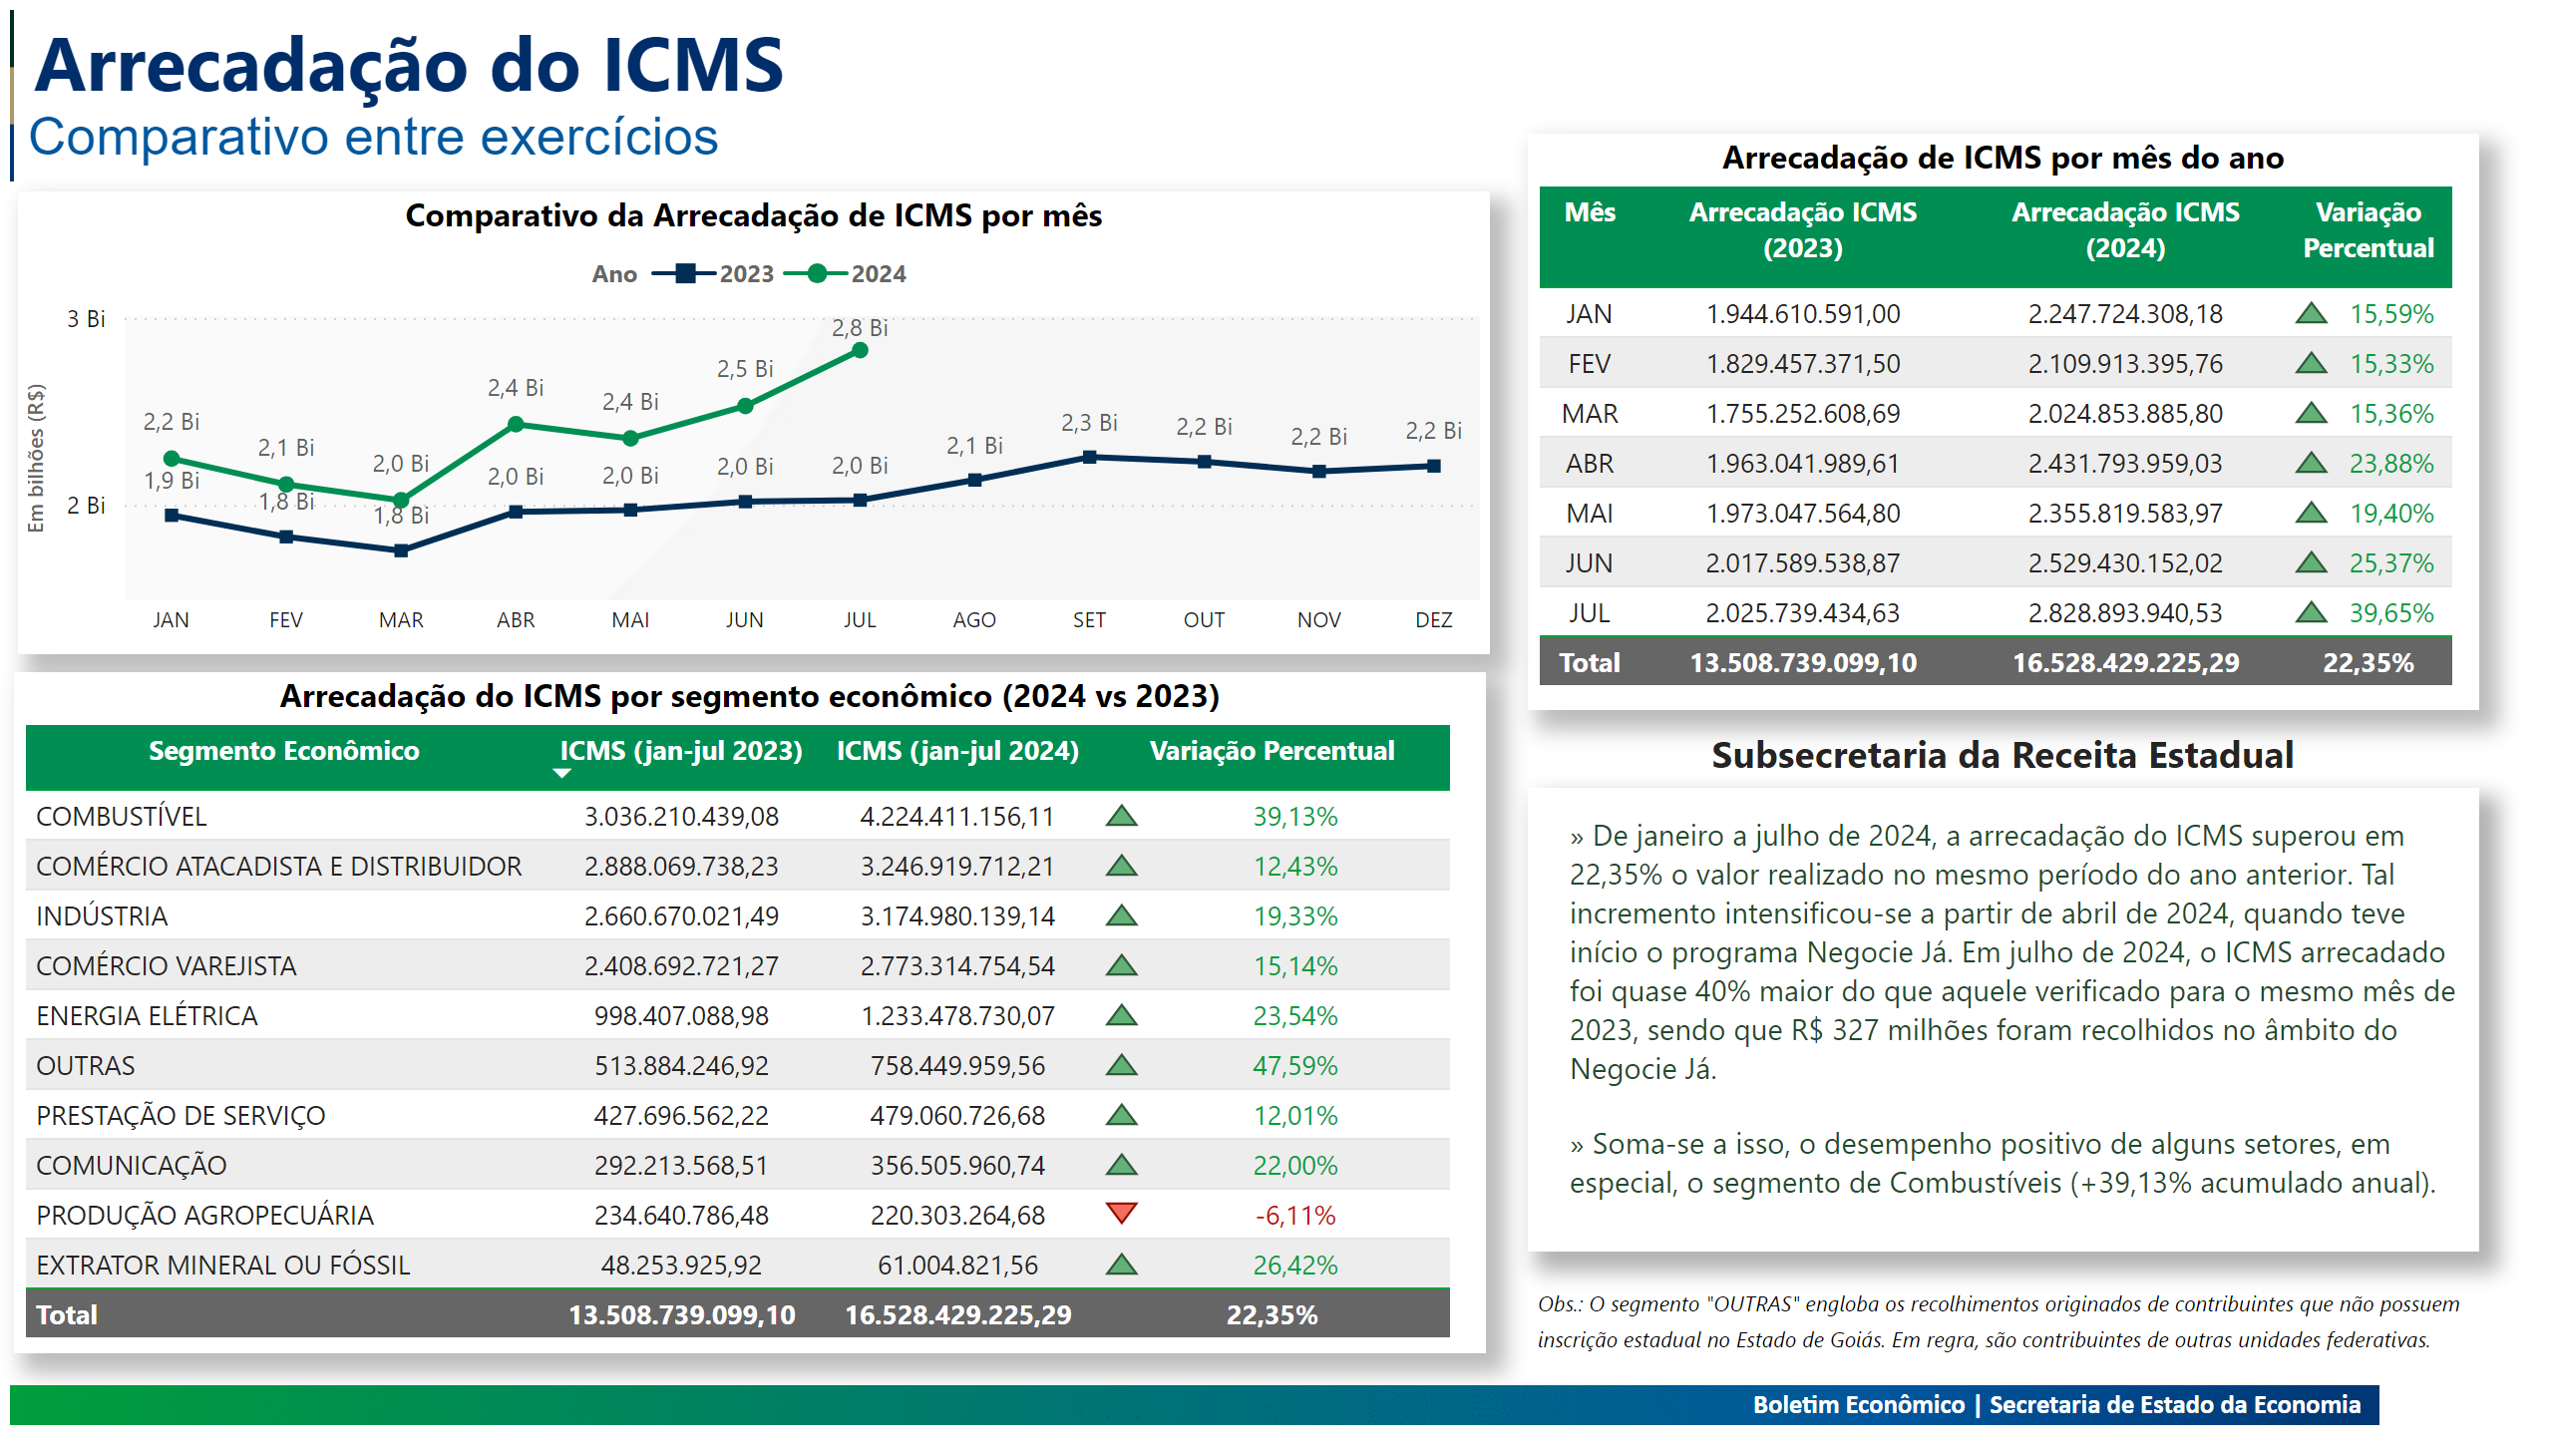 Arrecadação do ICMS
Comparativo entre exercícios
Comparativo da Arrecadação de ICMS por mês
Ano 2023 2024
Em bilhões (R$)
3 Bi
2 Bi
2,2 Bi 2,1 Bi 2,0 Bi 2,4 Bi 2,4 Bi 2,5 Bi 2,8 Bi
1,9 Bi 1,8 Bi 1,8 Bi 2,0 Bi 2,0 Bi 2,0 Bi 2,0 Bi 2,1 Bi 2,3 Bi 2,2 Bi 2,2 Bi 2,2 Bi
JAN FEV MAR ABR MAI JUN JUL AGO SET OUT NOV DEZ
Arrecadação do ICMS por segmento econômico (2024 vs 2023)
Segmento Econômico ICMS (jan-jul 2023) ICMS (jan-jul 2024) Variação Percentual
COMBUSTÍVEL 3.036.210.439,08 4.224.411.156,11 39,13%
COMÉRCIO ATACADISTA E DISTRIBUIDOR 2.888.069.738,23 3.246.919.712,21 12,43%
INDÚSTRIA 2.660.670.021,49 3.174.980.139,14 19,33%
COMÉRCIO VAREJISTA 2.408.692.721,27 2.773.314.754,54 15,14%
ENERGIA ELÉTRICA 998.407.088,98 1.233.478.730,07 23,54%
OUTRAS 513.884.246,92 758.449.959,56 47,59%
PRESTAÇÃO DE SERVIÇO 427.696.562,22 479.060.726,68 12,01%
COMUNICAÇÃO 292.213.568,51 356.505.960,74 22,00%
PRODUÇÃO AGROPECUÁRIA 234.640.786,48 220.303.264,68 -6,11%
EXTRATOR MINERAL OU FÓSSIL 48.253.925,92 61.004.821,56 26,42%
Total 13.508.739.099,10 16.528.429.225,29 22,35%
Arrecadação de ICMS por mês do ano
Mês Arrecadação ICMS Arrecadação ICMS Variação
(2023) (2024) Percentual
JAN 1.944.610.591,00 2.247.724.308,18 15,59%
FEV 1.829.457.371,50 2.109.913.395,76 15,33%
MAR 1.755.252.608,69 2.024.853.885,80 15,36%
ABR 1.963.041.989,61 2.431.793.959,03 23,88%
MAI 1.973.047.564,80 2.355.819.583,97 19,40%
JUN 2.017.589.538,87 2.529.430.152,02 25,37%
JUL 2.025.739.434,63 2.828.893.940,53 39,65%
Total 13.508.739.099,10 16.528.429.225,29 22,35%
Subsecretaria da Receita Estadual
» De janeiro a julho de 2024, a arrecadação do ICMS superou em
22,35% o valor realizado no mesmo período do ano anterior. Tal
incremento intensificou-se a partir de abril de 2024, quando teve
início o programa Negocie Já. Em julho de 2024, o ICMS arrecadado
foi quase 40% maior do que aquele verificado para o mesmo mês de
2023, sendo que R$ 327 milhões foram recolhidos no âmbito do
Negocie Já.
» Soma-se a isso, o desempenho positivo de alguns setores, em
especial, o segmento de Combustíveis (+39,13% acumulado anual).
Obs.: O segmento "OUTRAS" engloba os recolhimentos originados de contribuintes que não possuem
inscrição estadual no Estado de Goiás. Em regra, são contribuintes de outras unidades federativas.
Boletim Econômico | Secretaria de Estado da Economia